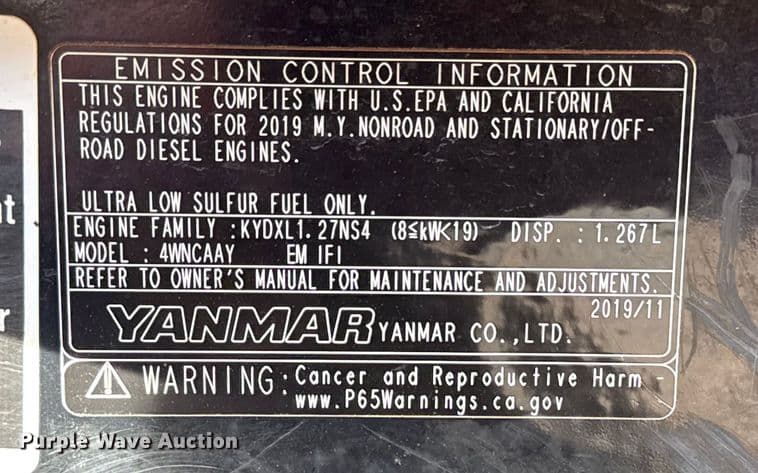 EMISSION CONTROL INFORMATION
THIS ENGINE COMPLIES WITH U.S.EPA AND CALIFORNIA
REGULATIONS FOR 2019 M.Y.NONROAD AND STATIONARY/OFF-
ROAD DIESEL ENGINES.
ULTRA LOW SULFUR FUEL ONLY.
ENGINE FAMILY :KYDXL1.27NS4 (8≤kW<19) DISP. : 1.267L
MODEL : 4WNCAAY EM IFI
REFER TO OWNER'S MANUAL FOR MAINTENANCE AND ADJUSTMENTS.
2019/11
YANMAR YANMAR CO.,LTD.
WARNING:Cancer and Reproductive Harm -
www.P65Warnings.ca.gov
Purple Wave Auction